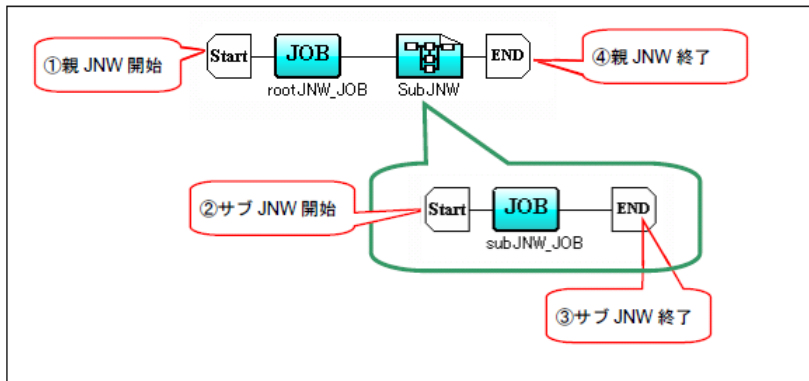 ①親 JNW 開始
Start
JOB
rootJNW_JOB
SubJNW
END
④親 JNW 終了
②サブ JNW 開始
Start
JOB
subJNW_JOB
END
③サブ JNW 終了